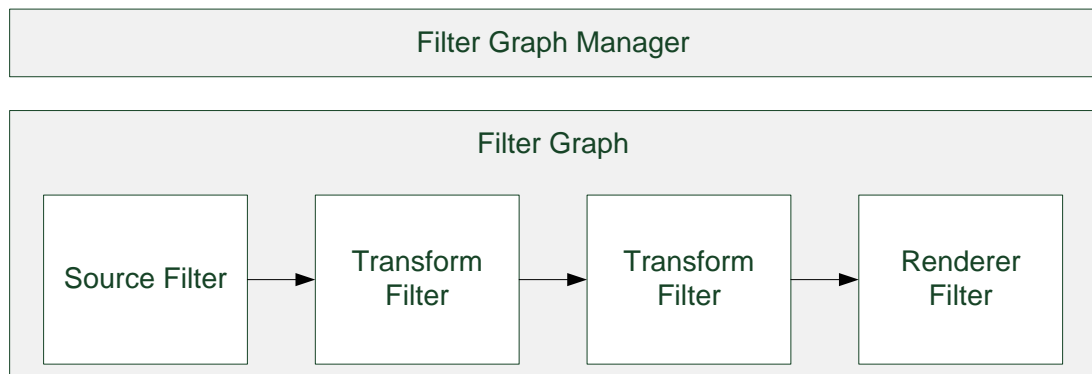 Filter Graph Manager
Filter Graph
Source Filter
Transform
Filter
Transform
Filter
Renderer
Filter